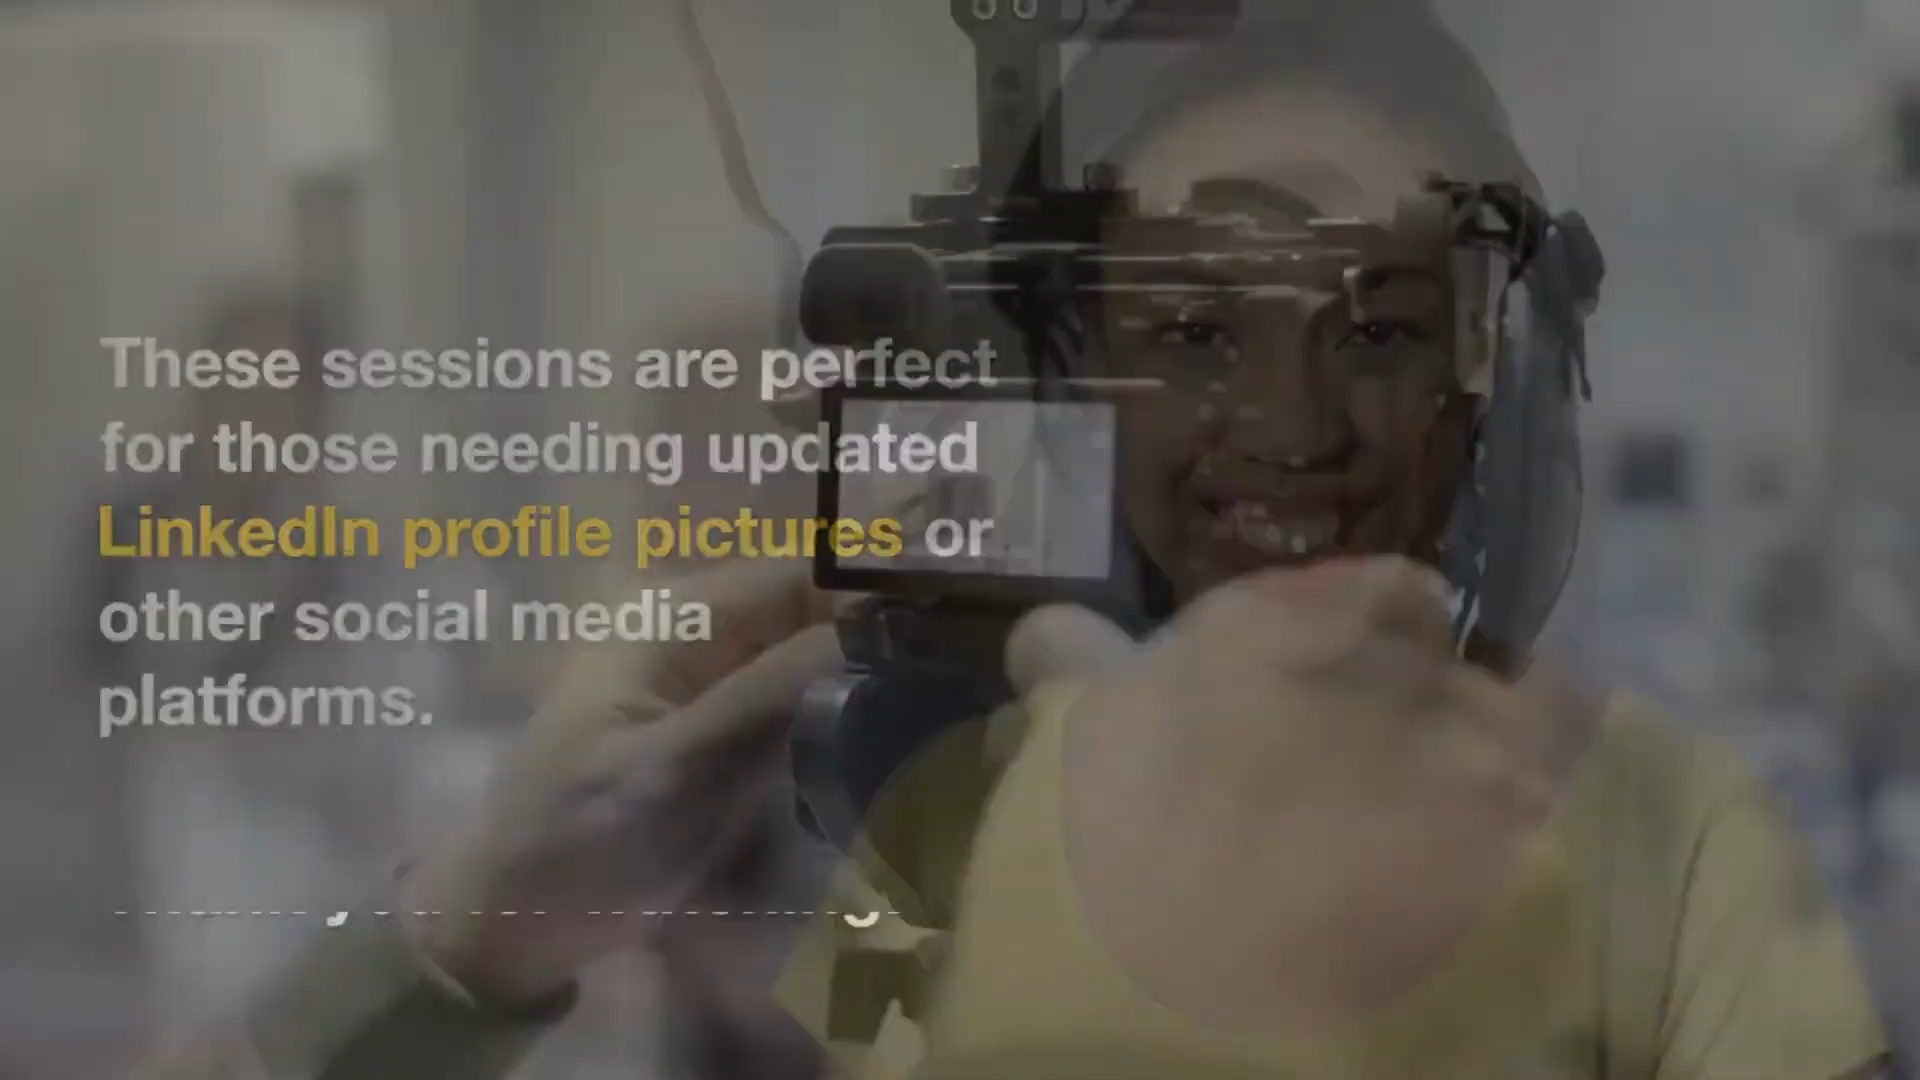 These sessions are perfect
for those needing updated
LinkedIn profile pictures or
other social media
platforms.